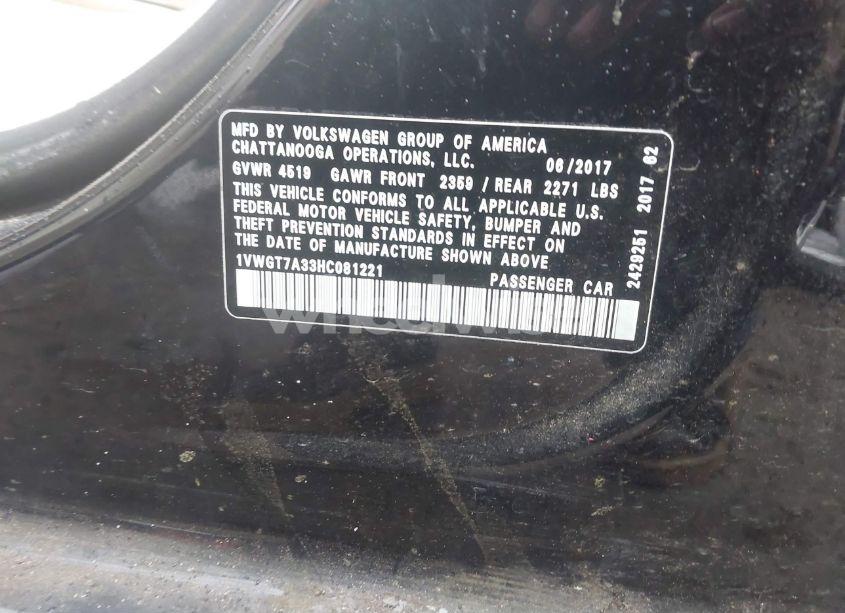 MFD BY VOLKSWAGEN GROUP OF AMERICA
CHATTANOOGA OPERATIONS, LLC. 06/2017
GVWR 4519 GAWR FRONT 2359 / REAR 2271 LBS
THIS VEHICLE CONFORMS TO ALL APPLICABLE U.S.
FEDERAL MOTOR VEHICLE SAFETY, BUMPER AND
THEFT PREVENTION STANDARDS IN EFFECT ON
THE DATE OF MANUFACTURE SHOWN ABOVE
1VWGT7A33HC081221
PASSENGER CAR
2429251 2017 62